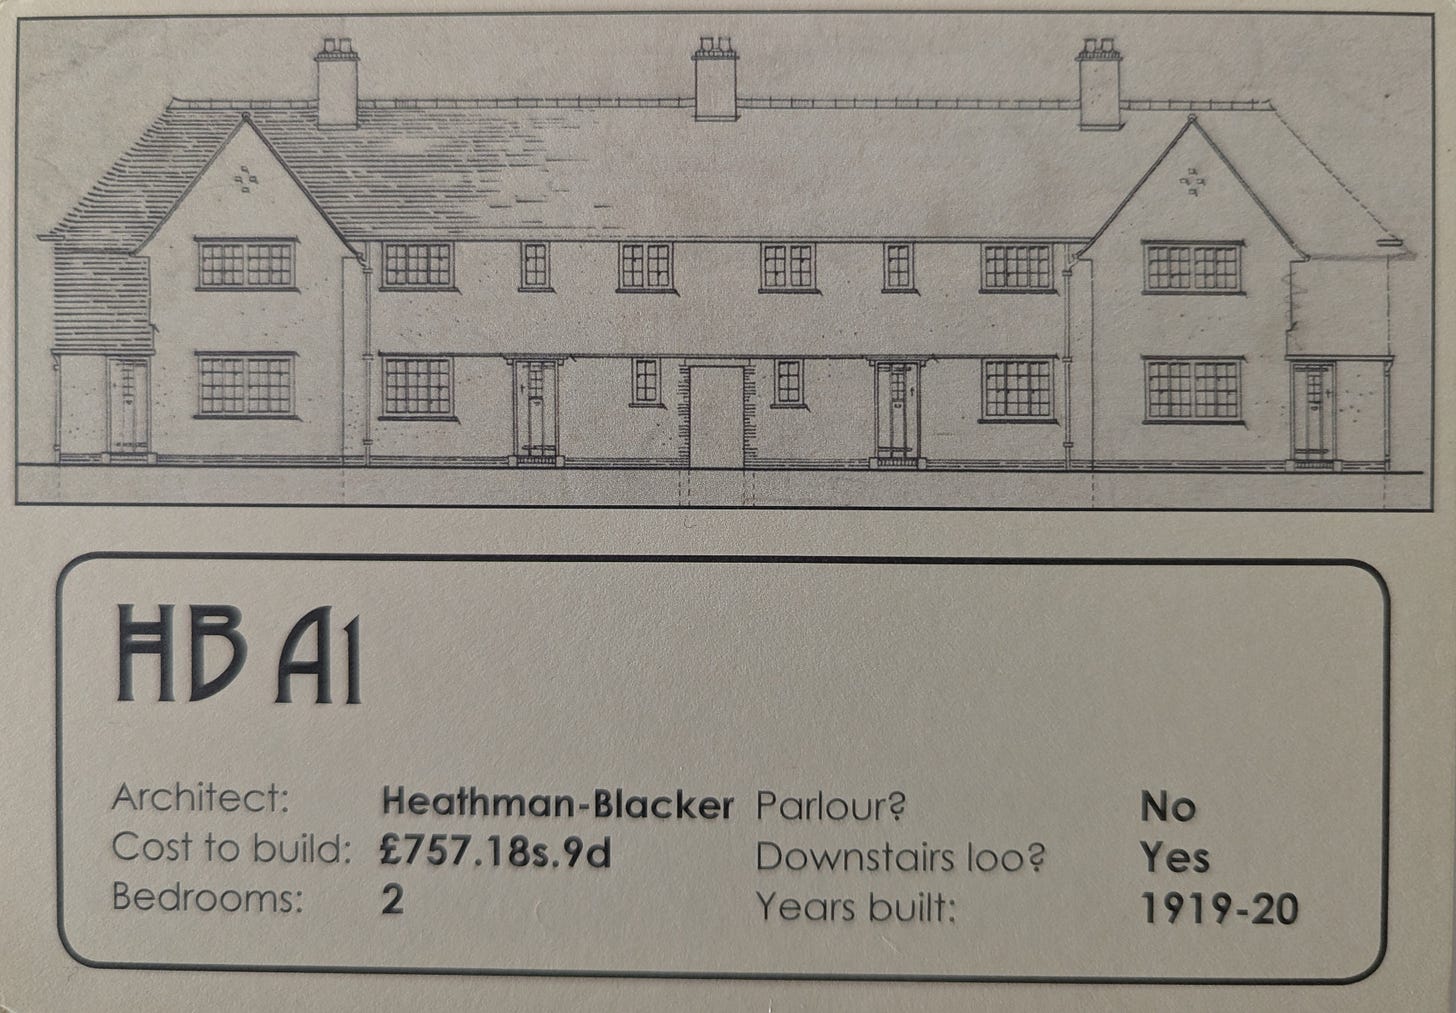 HB A1
Architect: Heathman-Blacker Parlour? No
Cost to build: £757.18s.9d Downstairs loo? Yes
Bedrooms: 2 Years built: 1919-20